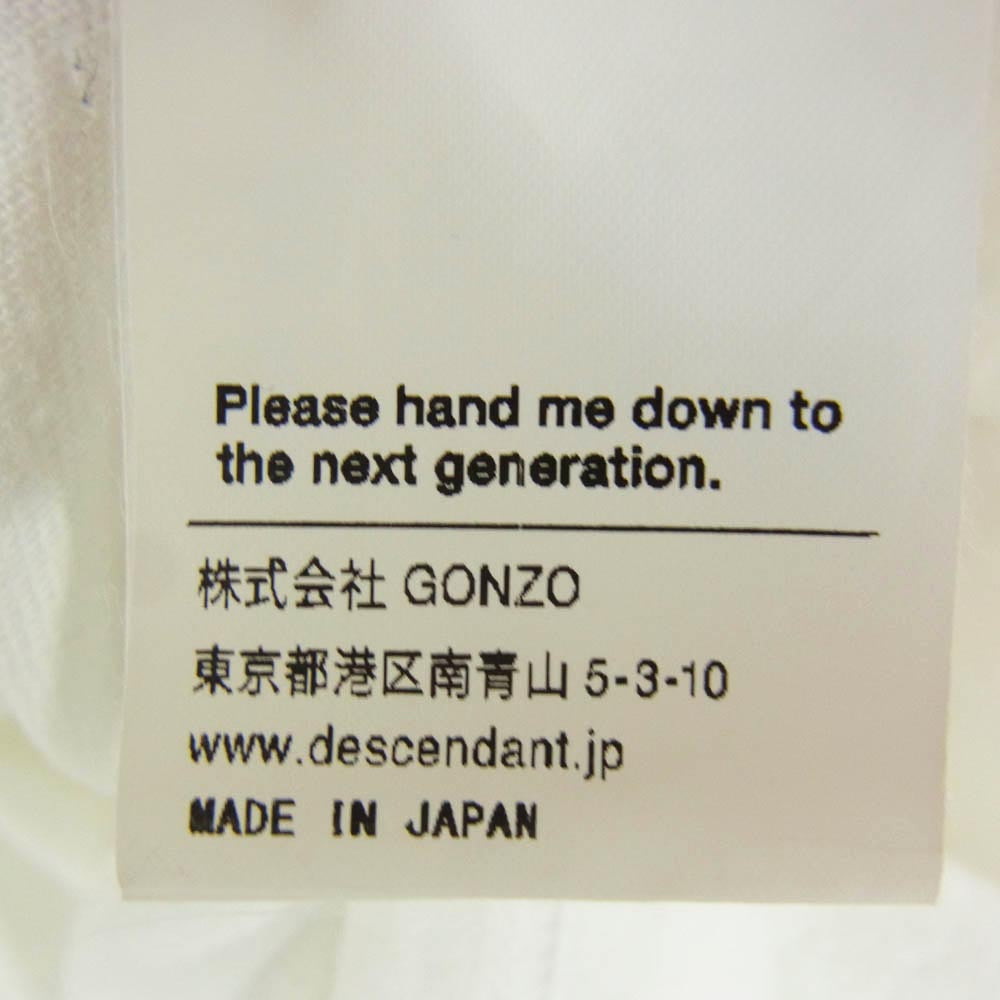 Please hand me down to
the next generation.
株式会社 GONZO
東京都港区南青山 5-3-10
www.descendant.jp
MADE IN JAPAN